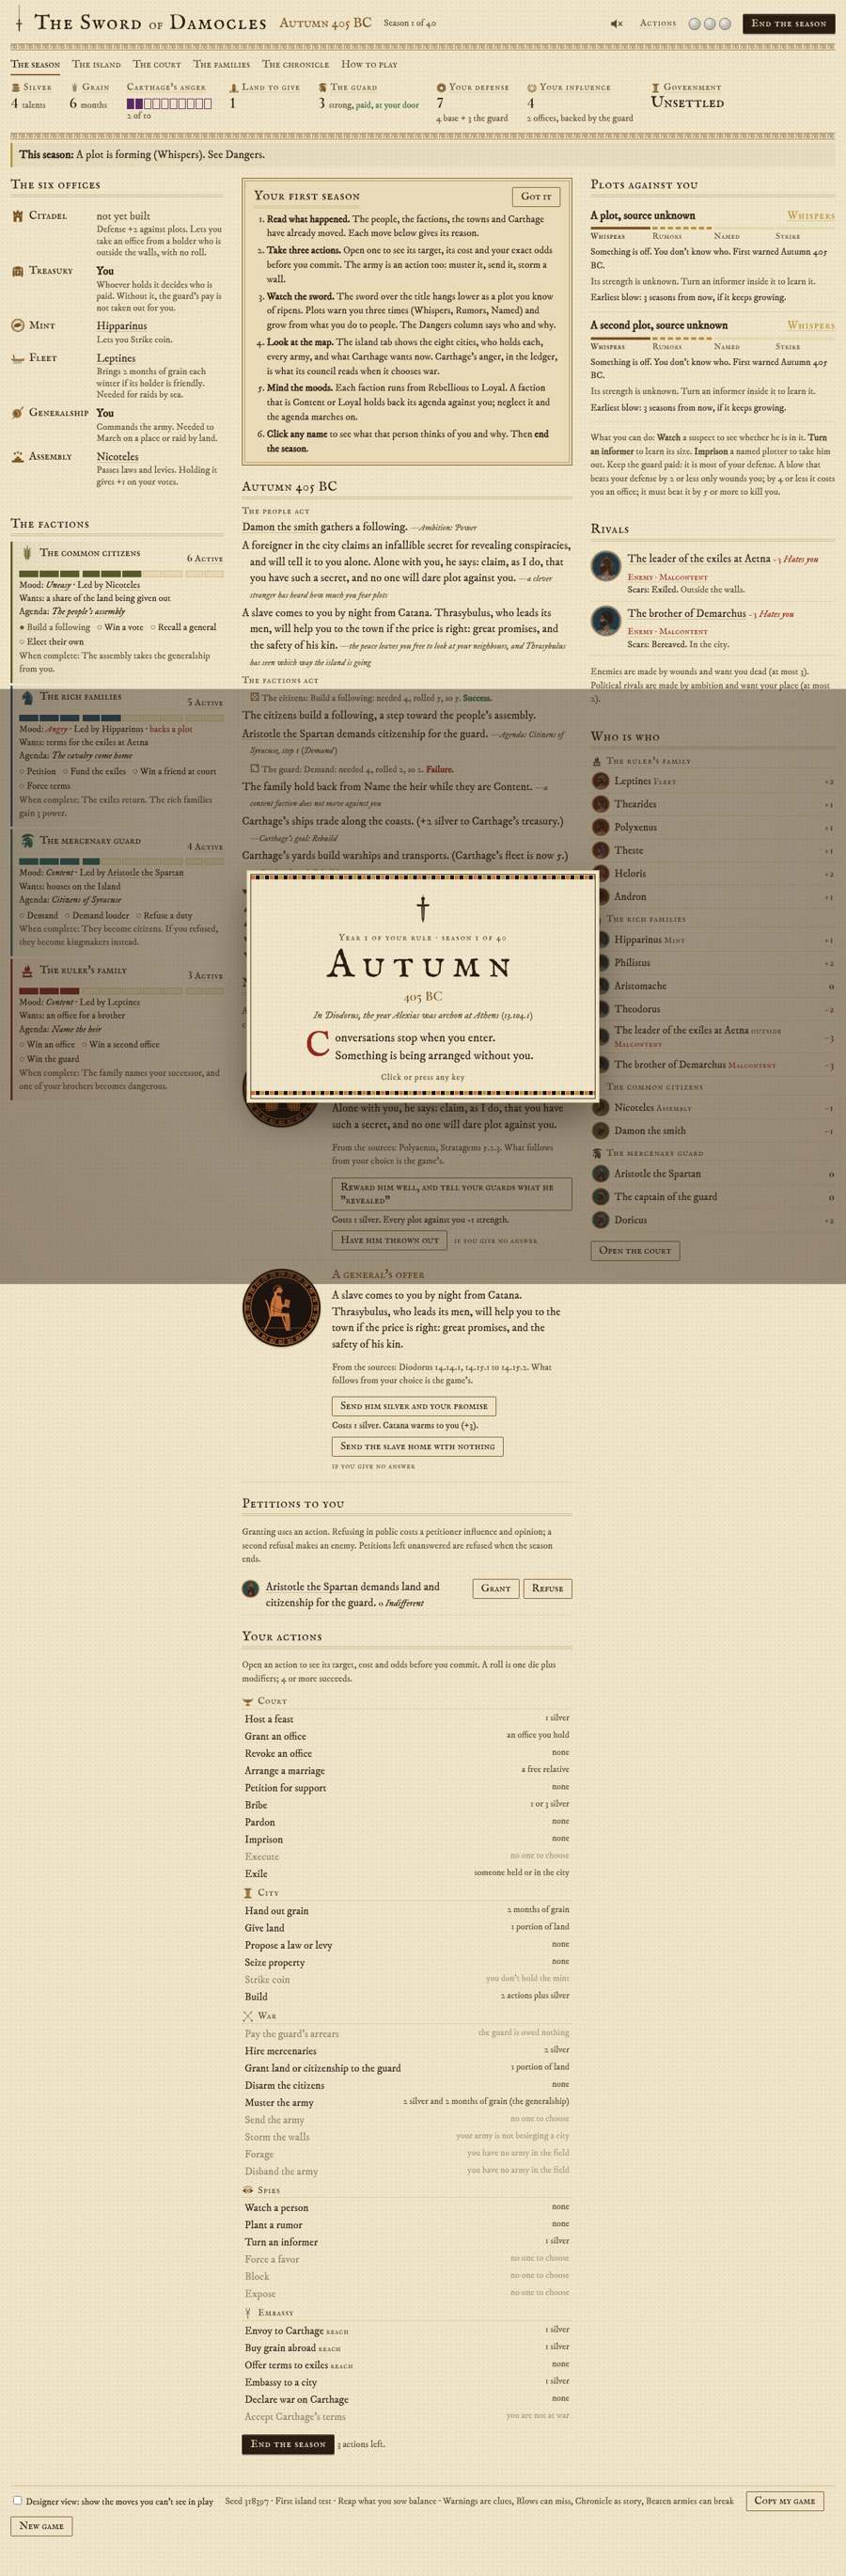 The Sword of Damocles Autumn 405 BC Season 1 of 40 Actions End the season
The season The island The court The families The chronicle How to play
Silver Grain Carthage's anger Land to give The guard Your defense Your influence Government
4 talents 6 months 1 3 strong, paid, at your door 7 4 Unsettled
2 of 10 4 base + 3 the guard 2 offices, backed by the guard
This season: A plot is forming (Whispers). See Dangers.
The six offices
Citadel not yet built
Defense +2 against plots. Lets you
take an office from a holder who is
outside the walls, with no roll.
Treasury You
Whoever holds it decides who is
paid. Without it, the guard's pay is
not taken out for you.
Mint Hipparinus
Lets you Strike coin.
Fleet Leptines
Brings 2 months of grain each
winter if its holder is friendly.
Needed for raids by sea.
Generalship You
Commands the army. Needed to
March on a place or raid by land.
Assembly Nicoteles
Passes laws and levies. Holding it
gives +1 on your votes.
The factions
The common citizens 6 Active
Mood: Uneasy · Led by Nicoteles
Wants: a share of the land being given out
Agenda: The people's assembly
● Build a following ○ Win a vote ○ Recall a general
○ Elect their own
When complete: The assembly takes the generalship
from you.
The rich families 5 Active
Mood: Angry · Led by Hipparinus · backs a plot
Wants: terms for the exiles at Aetna
Agenda: The cavalry come home
○ Petition ○ Fund the exiles ○ Win a friend at court
○ Force terms
When complete: The exiles return. The rich families
gain 3 power.
The mercenary guard 4 Active
Mood: Content · Led by Aristotle the Spartan
Wants: houses on the Island
Agenda: Citizens of Syracuse
○ Demand ○ Demand louder ○ Refuse a duty
When complete: They become citizens. If you refused,
they become kingmakers instead.
The ruler's family 3 Active
Mood: Content · Led by Leptines
Wants: an office for a brother
Agenda: Name the heir
○ Win an office ○ Win a second office
○ Win the guard
When complete: The family names your successor, and
one of your brothers becomes dangerous.
Your first season Got it
1. Read what happened. The people, the factions, the towns and Carthage
have already moved. Each move below gives its reason.
2. Take three actions. Open one to see its target, its cost and your exact odds
before you commit. The army is an action too: muster it, send it, storm a
wall.
3. Watch the sword. The sword over the title hangs lower as a plot you know
of ripens. Plots warn you three times (Whispers, Rumors, Named) and
grow from what you do to people. The Dangers column says who and why.
4. Look at the map. The island tab shows the eight cities, who holds each,
every army, and what Carthage wants now. Carthage's anger, in the ledger,
is what its council reads when it chooses war.
5. Mind the moods. Each faction runs from Rebellious to Loyal. A faction
that is Content or Loyal holds back its agenda against you; neglect it and
the agenda marches on.
6. Click any name to see what that person thinks of you and why. Then end
the season.
Autumn 405 BC
The people act
Damon the smith gathers a following. —Ambition: Power
A foreigner in the city claims an infallible secret for revealing conspiracies,
and will tell it to you alone. Alone with you, he says: claim, as I do, that
you have such a secret, and no one will dare plot against you. —a clever
stranger has heard how much you fear plots
A slave comes to you by night from Catana. Thrasybulus, who leads its
men, will help you to the town if the price is right: great promises, and
the safety of his kin. —the peace leaves you free to look at your neighbours, and Thrasybulus
has seen which way the island is going
The factions act
The citizens: Build a following: needed 4, rolled 5, so 5. Success.
The citizens build a following, a step toward the people's assembly.
Aristotle the Spartan demands citizenship for the guard. —Agenda: Citizens of
Syracuse, step 1 (Demand)
The guard: Demand: needed 4, rolled 2, so 2. Failure.
The family hold back from Name the heir while they are Content. —a
content faction does not move against you
Carthage's ships trade along the coasts. (+2 silver to Carthage's treasury.)
—Carthage's goal: Rebuild
Carthage's yards build warships and transports. (Carthage's fleet is now 5.)
Year 1 of your rule · season 1 of 40
Autumn
405 BC
In Diodorus, the year Alexias was archon at Athens (13.104.1)
Conversations stop when you enter.
Something is being arranged without you.
Click or press any key
Alone with you, he says: claim, as I do, that you have
such a secret, and no one will dare plot against you.
From the sources: Polyaenus, Stratagems 5.2.3. What follows
from your choice is the game's.
Reward him well, and tell your guards what he
"revealed"
Costs 1 silver. Every plot against you -1 strength.
Have him thrown out if you give no answer
A general's offer
A slave comes to you by night from Catana.
Thrasybulus, who leads its men, will help you to the
town if the price is right: great promises, and the
safety of his kin.
From the sources: Diodorus 14.14.1, 14.15.1 to 14.15.2. What
follows from your choice is the game's.
Send him silver and your promise
Costs 1 silver. Catana warms to you (+3).
Send the slave home with nothing
if you give no answer
Petitions to you
Granting uses an action. Refusing in public costs a petitioner influence and opinion; a
second refusal makes an enemy. Petitions left unanswered are refused when the season
ends.
Aristotle the Spartan demands land and
citizenship for the guard. 0 Indifferent Grant Refuse
Your actions
Open an action to see its target, cost and odds before you commit. A roll is one die plus
modifiers; 4 or more succeeds.
Court
Host a feast 1 silver
Grant an office an office you hold
Revoke an office none
Arrange a marriage a free relative
Petition for support none
Bribe 1 or 3 silver
Pardon none
Imprison none
Execute no one to choose
Exile someone held or in the city
City
Hand out grain 2 months of grain
Give land 1 portion of land
Propose a law or levy none
Seize property none
Strike coin you don't hold the mint
Build 2 actions plus silver
War
Pay the guard's arrears the guard is owed nothing
Hire mercenaries 2 silver
Grant land or citizenship to the guard 1 portion of land
Disarm the citizens none
Muster the army 2 silver and 2 months of grain (the generalship)
Send the army no one to choose
Storm the walls your army is not besieging a city
Forage you have no army in the field
Disband the army you have no army in the field
Spies
Watch a person none
Plant a rumor none
Turn an informer 1 silver
Force a favor no one to choose
Block no one to choose
Expose no one to choose
Embassy
Envoy to Carthage reach 1 silver
Buy grain abroad reach 1 silver
Offer terms to exiles reach none
Embassy to a city 1 silver
Declare war on Carthage none
Accept Carthage's terms you are not at war
End the season 3 actions left.
Plots against you
A plot, source unknown Whispers
Whispers Rumors Named Strike
Something is off. You don't know who. First warned Autumn 405
BC.
Its strength is unknown. Turn an informer inside it to learn it.
Earliest blow: 3 seasons from now, if it keeps growing.
A second plot, source unknown Whispers
Whispers Rumors Named Strike
Something is off. You don't know who. First warned Autumn 405
BC.
Its strength is unknown. Turn an informer inside it to learn it.
Earliest blow: 3 seasons from now, if it keeps growing.
What you can do: Watch a suspect to see whether he is in it. Turn
an informer to learn its size. Imprison a named plotter to take him
out. Keep the guard paid: it is most of your defense. A blow that
beats your defense by 2 or less only wounds you; by 4 or less it costs
you an office; it must beat it by 5 or more to kill you.
Rivals
The leader of the exiles at Aetna -3 Hates you
Enemy · Malcontent
Scars: Exiled. Outside the walls.
The brother of Demarchus -3 Hates you
Enemy · Malcontent
Scars: Bereaved. In the city.
Enemies are made by wounds and want you dead (at most 3).
Political rivals are made by ambition and want your place (at most
2).
Who is who
The ruler's family
Leptines Fleet +2
Thearides +1
Polyxenus +1
Theste +1
Heloris +2
Andron +1
The rich families
Hipparinus Mint +1
Philistus +2
Aristomache 0
Theodorus -2
The leader of the exiles at Aetna outside
Malcontent -3
The brother of Demarchus Malcontent -3
The common citizens
Nicoteles Assembly -1
Damon the smith -1
The mercenary guard
Aristotle the Spartan 0
The captain of the guard 0
Doricus +2
Open the court
Designer view: show the moves you can't see in play Seed 318397 · First island test · Reap what you sow balance · Warnings are clues, Blows can miss, Chronicle as story, Beaten armies can break Copy my game
New game